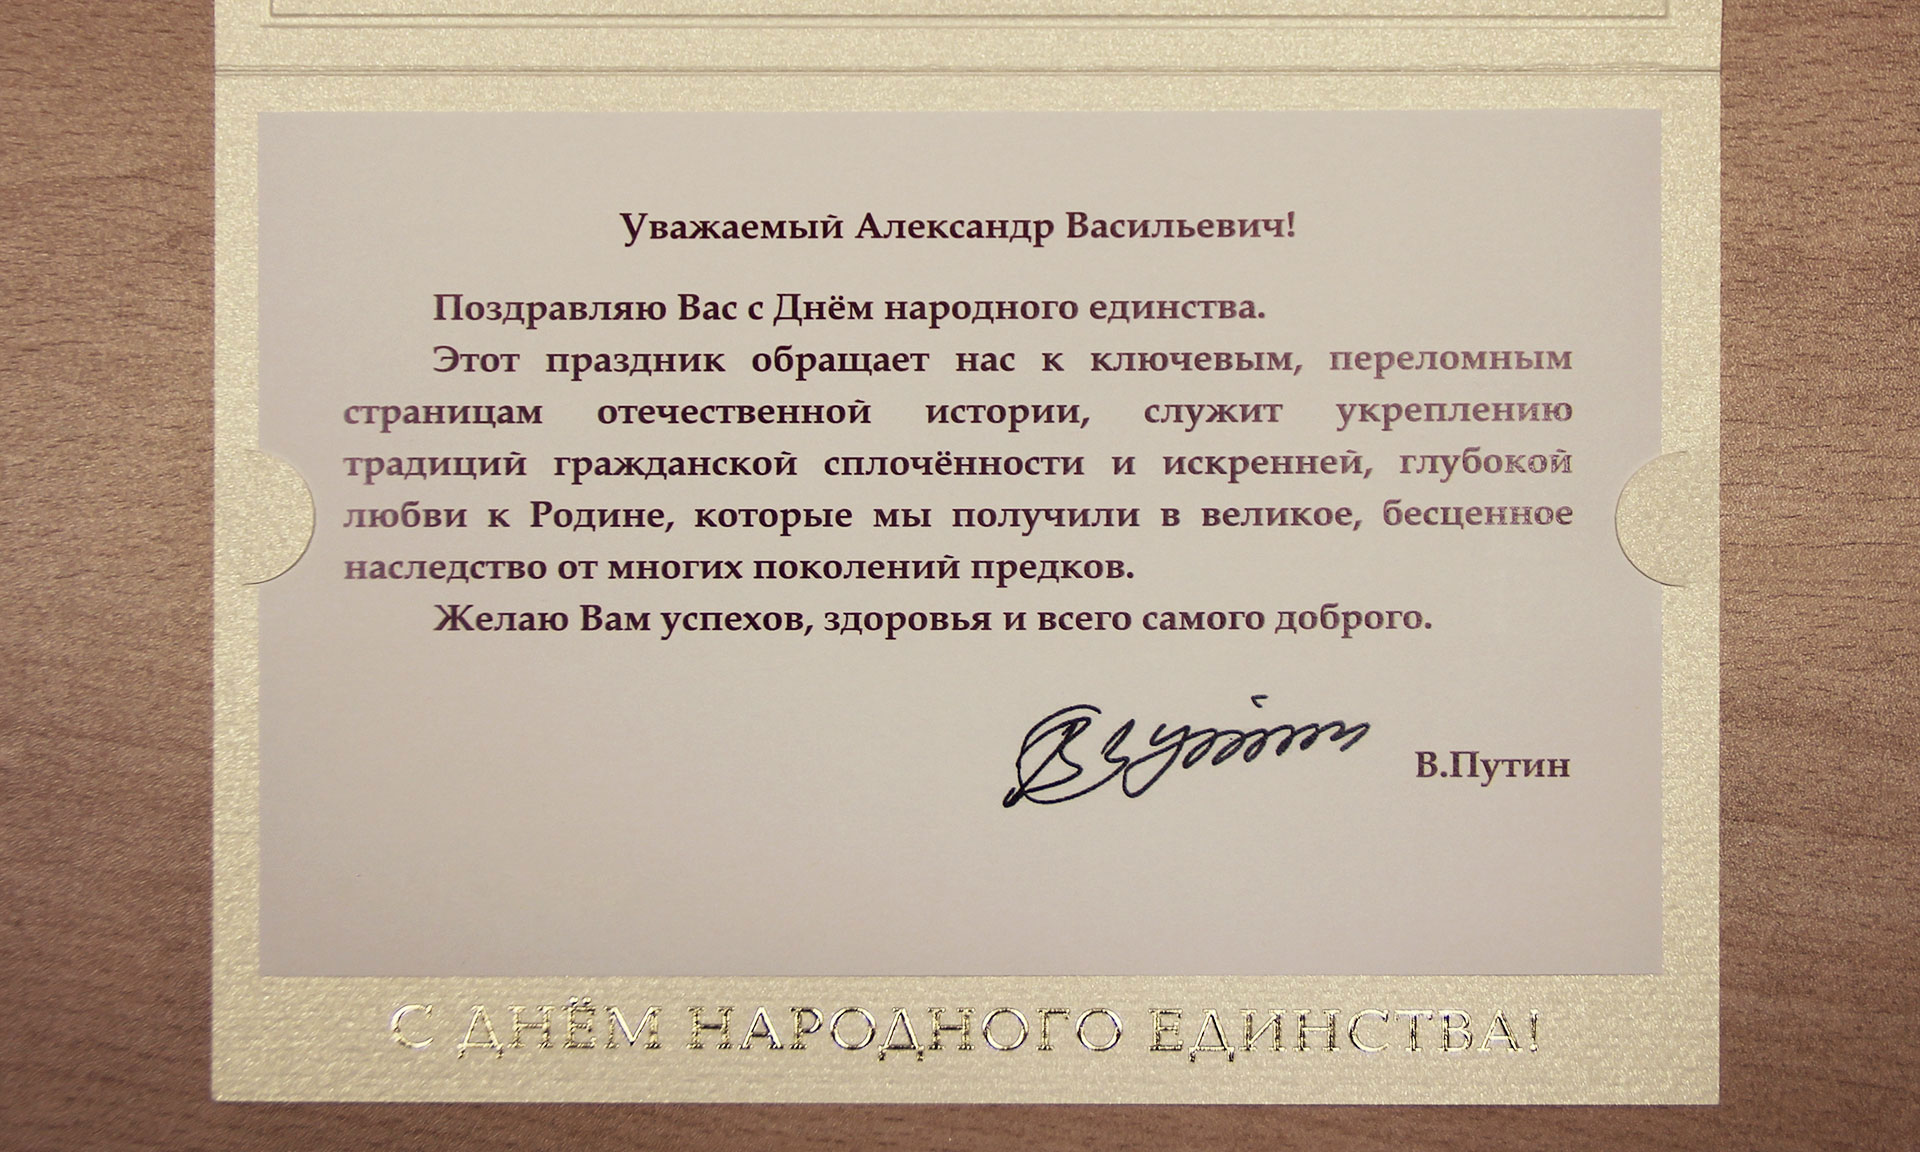 Уважаемый Александр Васильевич!
Поздравляю Вас с Днём народного единства.
Этот праздник обращает нас к ключевым, переломным
страницам отечественной истории, служит укреплению
традиций гражданской сплочённости и искренней, глубокой
любви к Родине, которые мы получили в великое, бесценное
наследство от многих поколений предков.
Желаю Вам успехов, здоровья и всего самого доброго.
В.Путин
С ДНЁМ НАРОДНОГО ЕДИНСТВА!